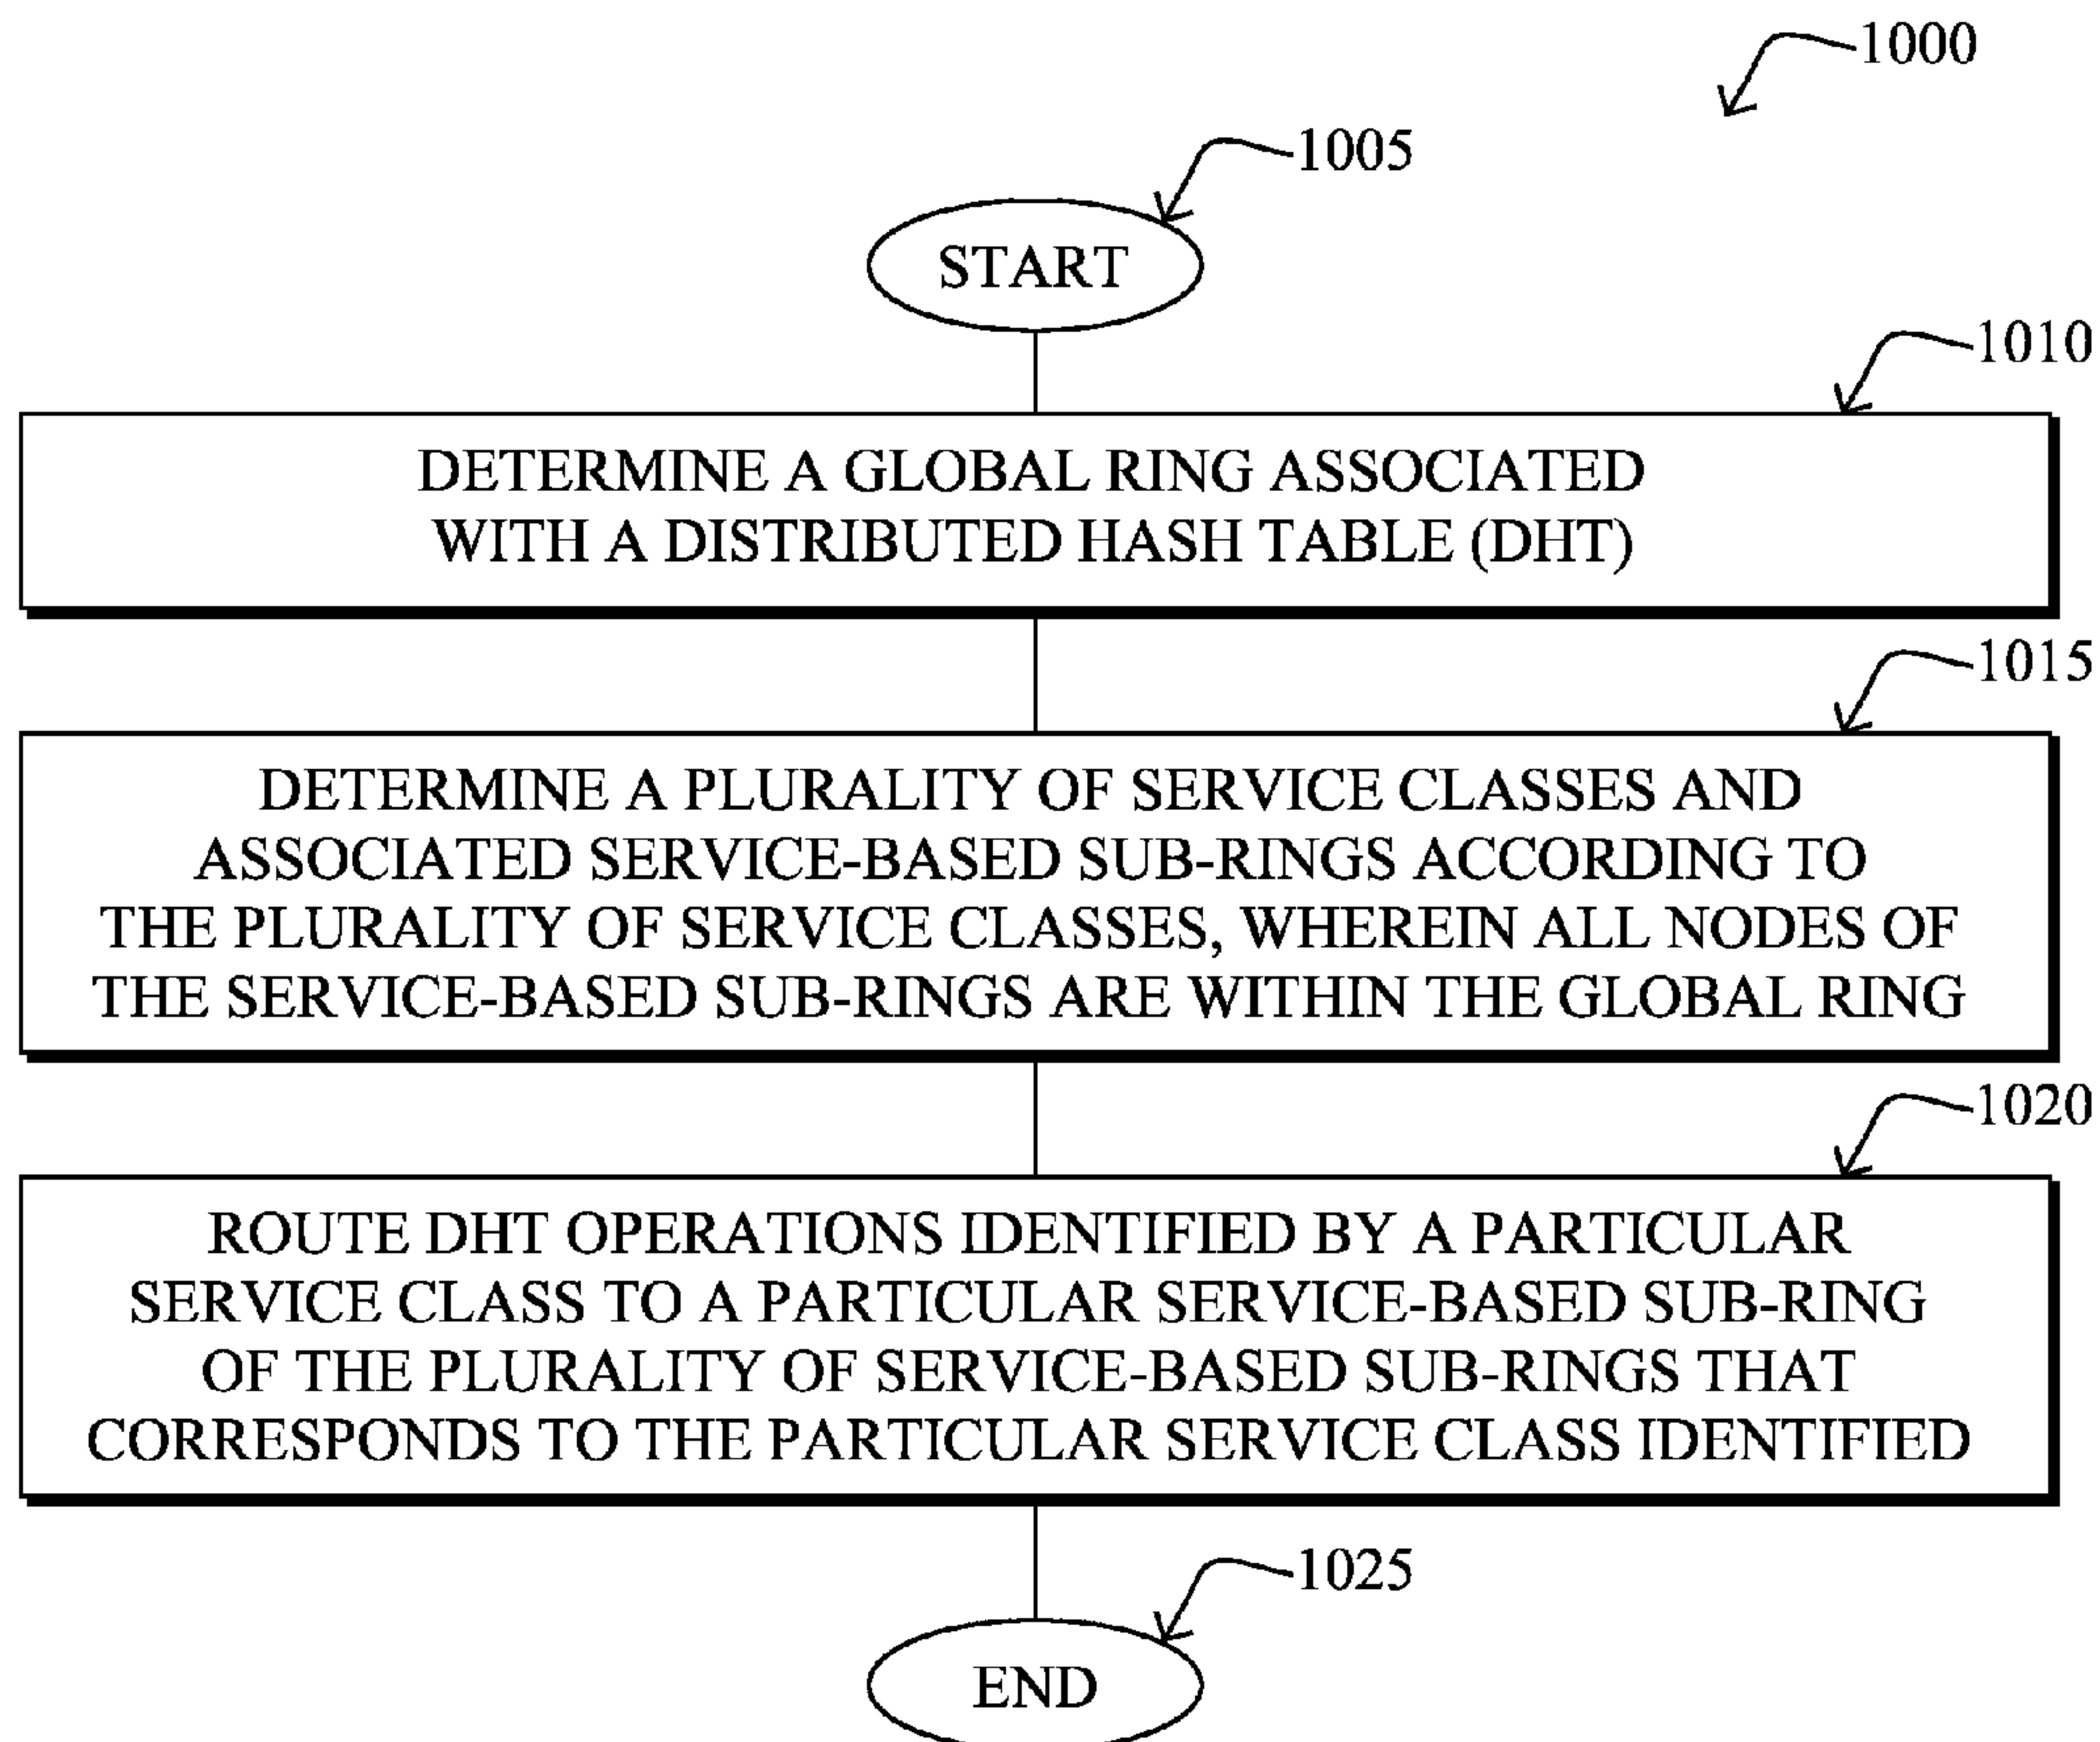 1000
1005
START
1010
DETERMINE A GLOBAL RING ASSOCIATED
WITH A DISTRIBUTED HASH TABLE (DHT)
1015
DETERMINE A PLURALITY OF SERVICE CLASSES AND
ASSOCIATED SERVICE-BASED SUB-RINGS ACCORDING TO
THE PLURALITY OF SERVICE CLASSES, WHEREIN ALL NODES OF
THE SERVICE-BASED SUB-RINGS ARE WITHIN THE GLOBAL RING
1020
ROUTE DHT OPERATIONS IDENTIFIED BY A PARTICULAR
SERVICE CLASS TO A PARTICULAR SERVICE-BASED SUB-RING
OF THE PLURALITY OF SERVICE-BASED SUB-RINGS THAT
CORRESPONDS TO THE PARTICULAR SERVICE CLASS IDENTIFIED
1025
END